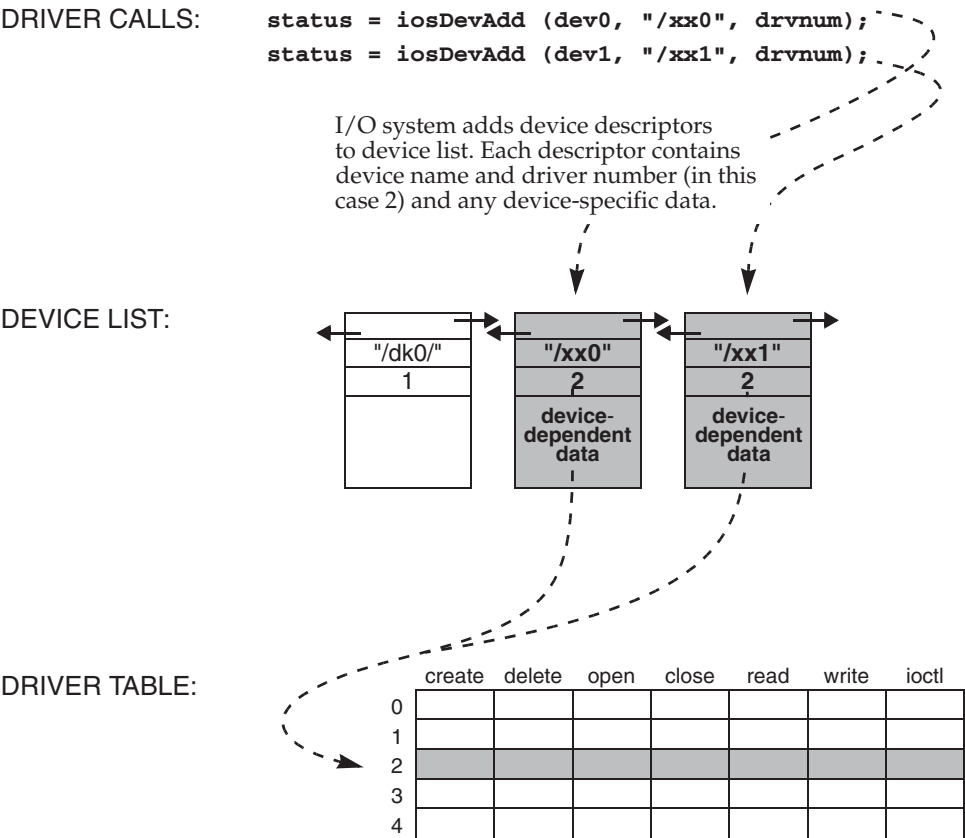 DRIVER CALLS: status = iosDevAdd (dev0, "/xx0", drvnum);
status = iosDevAdd (dev1, "/xx1", drvnum);
I/O system adds device descriptors
to device list. Each descriptor contains
device name and driver number (in this
case 2) and any device-specific data.
DEVICE LIST:
"/dk0/" "/xx0" "/xx1"
1 2 2
device- device-
dependent dependent
data data
DRIVER TABLE: create delete open close read write ioctl
0
1
2
3
4